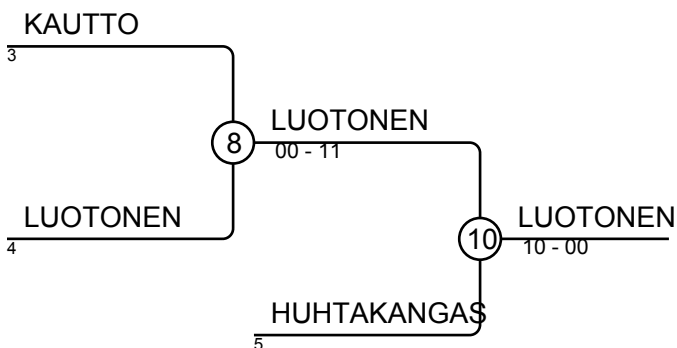 KAUTTO
3
LUOTONEN
8
00 - 11
LUOTONEN
4
LUOTONEN
10
10 - 00
HUHTAKANGAS
5